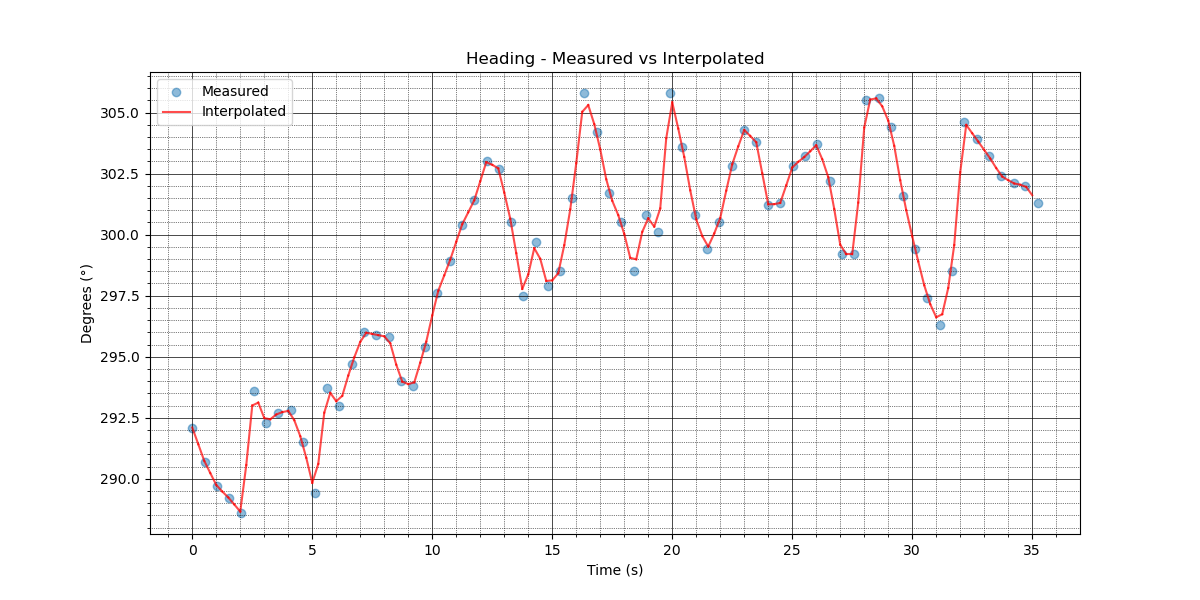 Heading - Measured vs Interpolated
Measured
Interpolated
305.0
302.5
300.0
297.5
295.0
292.5
290.0
Degrees (°)
0 5 10 15 20 25 30 35
Time (s)